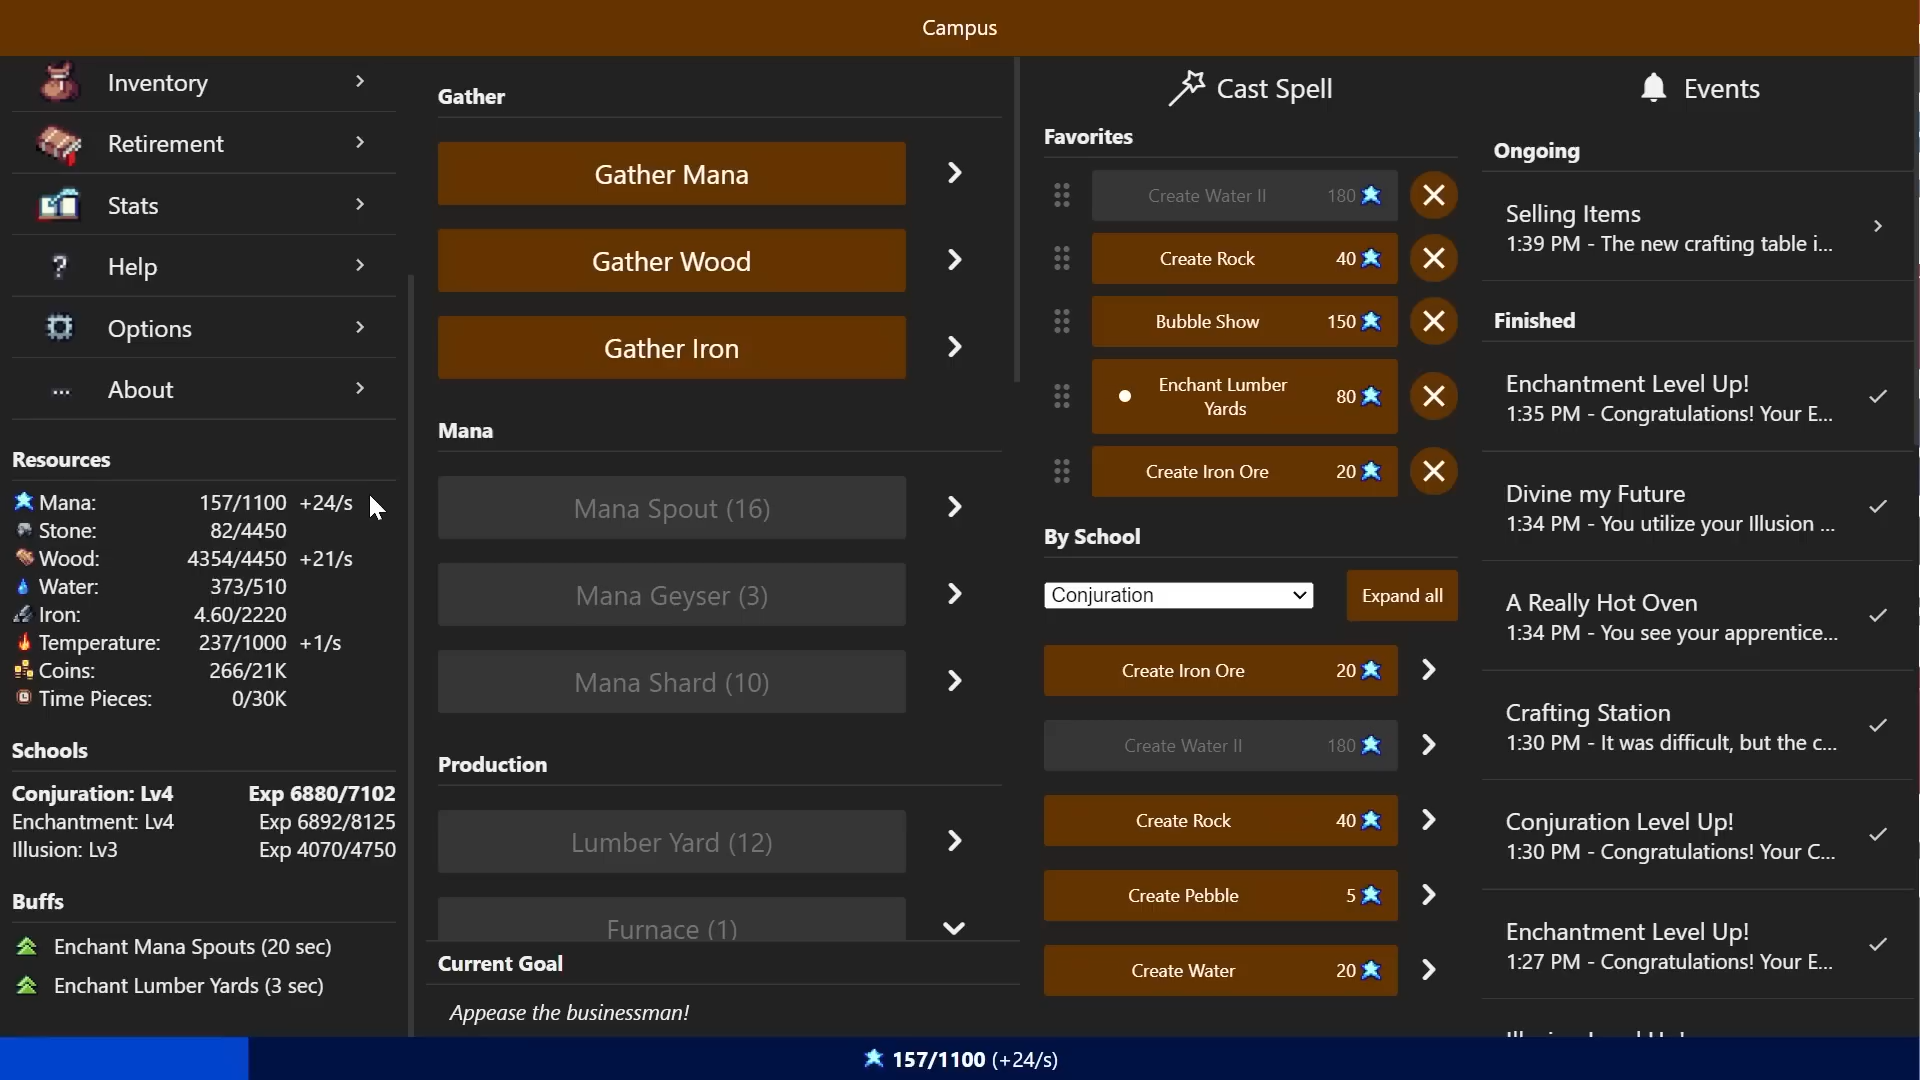 Campus
Inventory
Retirement
Stats
Help
Options
About
Resources
Mana: 157/1100 +24/s
Stone: 82/4450
Wood: 4354/4450 +21/s
Water: 373/510
Iron: 4.60/2220
Temperature: 237/1000 +1/s
Coins: 266/21K
Time Pieces: 0/30K
Schools
Conjuration: Lv4 Exp 6880/7102
Enchantment: Lv4 Exp 6892/8125
Illusion: Lv3 Exp 4070/4750
Buffs
Enchant Mana Spouts (20 sec)
Enchant Lumber Yards (3 sec)
Gather
Gather Mana
Gather Wood
Gather Iron
Mana
Mana Spout (16)
Mana Geyser (3)
Mana Shard (10)
Production
Lumber Yard (12)
Furnace (1)
Current Goal
Appease the businessman!
Cast Spell
Favorites
Create Water II 180
Create Rock 40
Bubble Show 150
Enchant Lumber
Yards 80
Create Iron Ore 20
By School
Conjuration Expand all
Create Iron Ore 20
Create Water II 180
Create Rock 40
Create Pebble 5
Create Water 20
Events
Ongoing
Selling Items
1:39 PM - The new crafting table i...
Finished
Enchantment Level Up!
1:35 PM - Congratulations! Your E...
Divine my Future
1:34 PM - You utilize your Illusion ...
A Really Hot Oven
1:34 PM - You see your apprentice...
Crafting Station
1:30 PM - It was difficult, but the c...
Conjuration Level Up!
1:30 PM - Congratulations! Your C...
Enchantment Level Up!
1:27 PM - Congratulations! Your E...
157/1100 (+24/s)